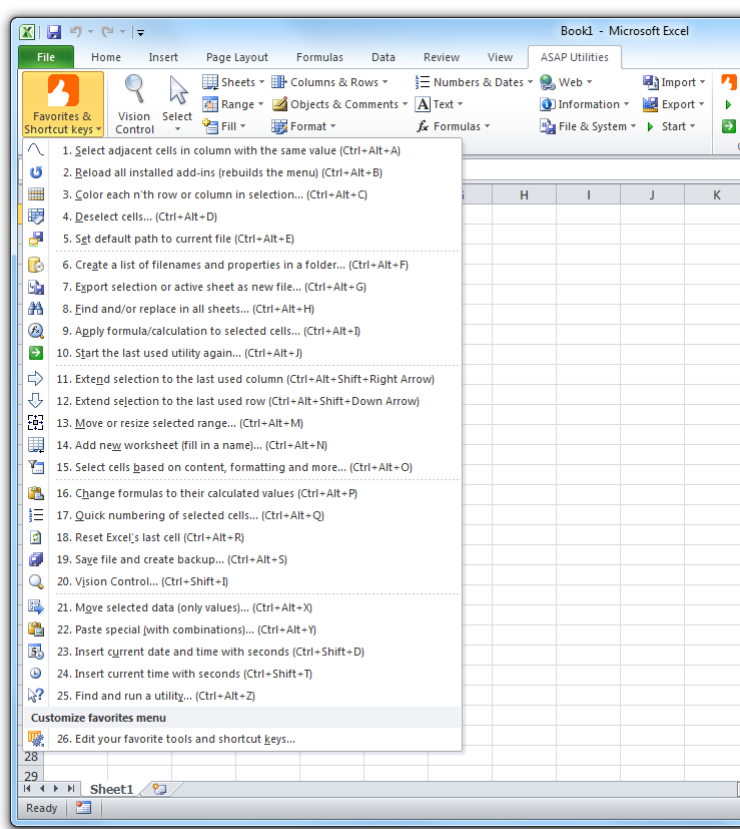 Book1 - Microsoft Excel
File Home Insert Page Layout Formulas Data Review View ASAP Utilities
Favorites & Shortcut keys
Vision Control
Select
Sheets Columns & Rows Numbers & Dates Web Import
Range Objects & Comments Text Information Export
Fill Format Formulas File & System Start
H I J K
1. Select adjacent cells in column with the same value (Ctrl+Alt+A)
2. Reload all installed add-ins (rebuilds the menu) (Ctrl+Alt+B)
3. Color each n'th row or column in selection... (Ctrl+Alt+C)
4. Deselect cells... (Ctrl+Alt+D)
5. Set default path to current file (Ctrl+Alt+E)
6. Create a list of filenames and properties in a folder... (Ctrl+Alt+F)
7. Export selection or active sheet as new file... (Ctrl+Alt+G)
8. Find and/or replace in all sheets... (Ctrl+Alt+H)
9. Apply formula/calculation to selected cells... (Ctrl+Alt+I)
10. Start the last used utility again... (Ctrl+Alt+J)
11. Extend selection to the last used column (Ctrl+Alt+Shift+Right Arrow)
12. Extend selection to the last used row (Ctrl+Alt+Shift+Down Arrow)
13. Move or resize selected range... (Ctrl+Alt+M)
14. Add new worksheet (fill in a name)... (Ctrl+Alt+N)
15. Select cells based on content, formatting and more... (Ctrl+Alt+O)
16. Change formulas to their calculated values (Ctrl+Alt+P)
17. Quick numbering of selected cells... (Ctrl+Alt+Q)
18. Reset Excel's last cell (Ctrl+Alt+R)
19. Save file and create backup... (Ctrl+Alt+S)
20. Vision Control... (Ctrl+Shift+I)
21. Move selected data (only values)... (Ctrl+Alt+X)
22. Paste special (with combinations)... (Ctrl+Alt+Y)
23. Insert current date and time with seconds (Ctrl+Shift+D)
24. Insert current time with seconds (Ctrl+Shift+T)
25. Find and run a utility... (Ctrl+Alt+Z)
Customize favorites menu
26. Edit your favorite tools and shortcut keys...
28
29
Sheet1
Ready